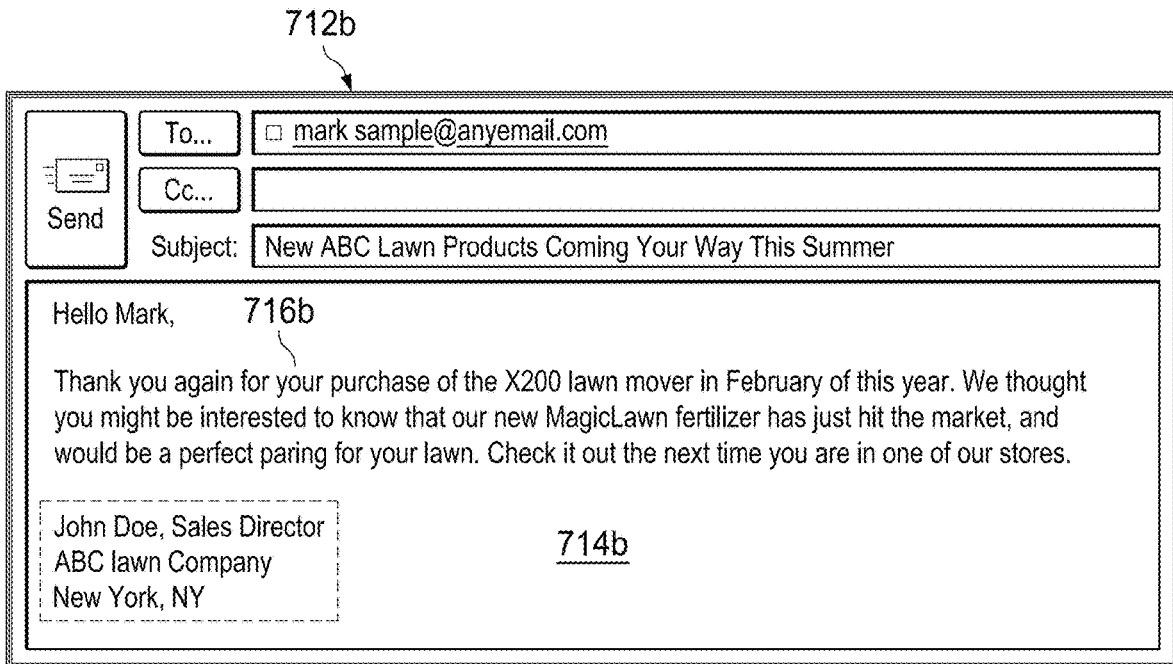 712b
To... □ mark sample@anyemail.com
Cc...
Send
Subject: New ABC Lawn Products Coming Your Way This Summer
Hello Mark,
716b
Thank you again for your purchase of the X200 lawn mover in February of this year. We thought
you might be interested to know that our new MagicLawn fertilizer has just hit the market, and
would be a perfect paring for your lawn. Check it out the next time you are in one of our stores.
John Doe, Sales Director
ABC lawn Company
New York, NY
714b